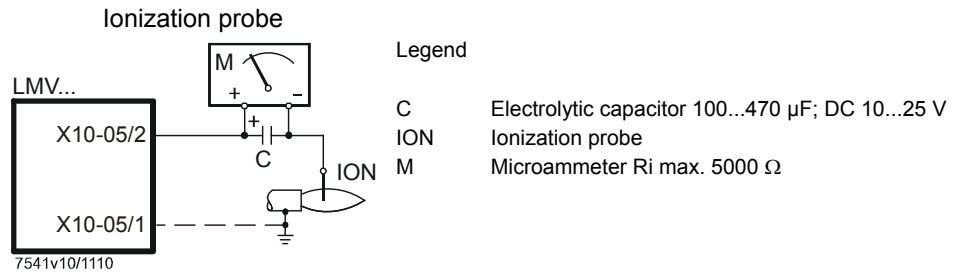 Ionization probe
M
+ -
LMV...
X10-05/2
+
C
ION
X10-05/1
7541v10/1110
Legend
C Electrolytic capacitor 100...470 µF; DC 10...25 V
ION Ionization probe
M Microammeter Ri max. 5000 Ω